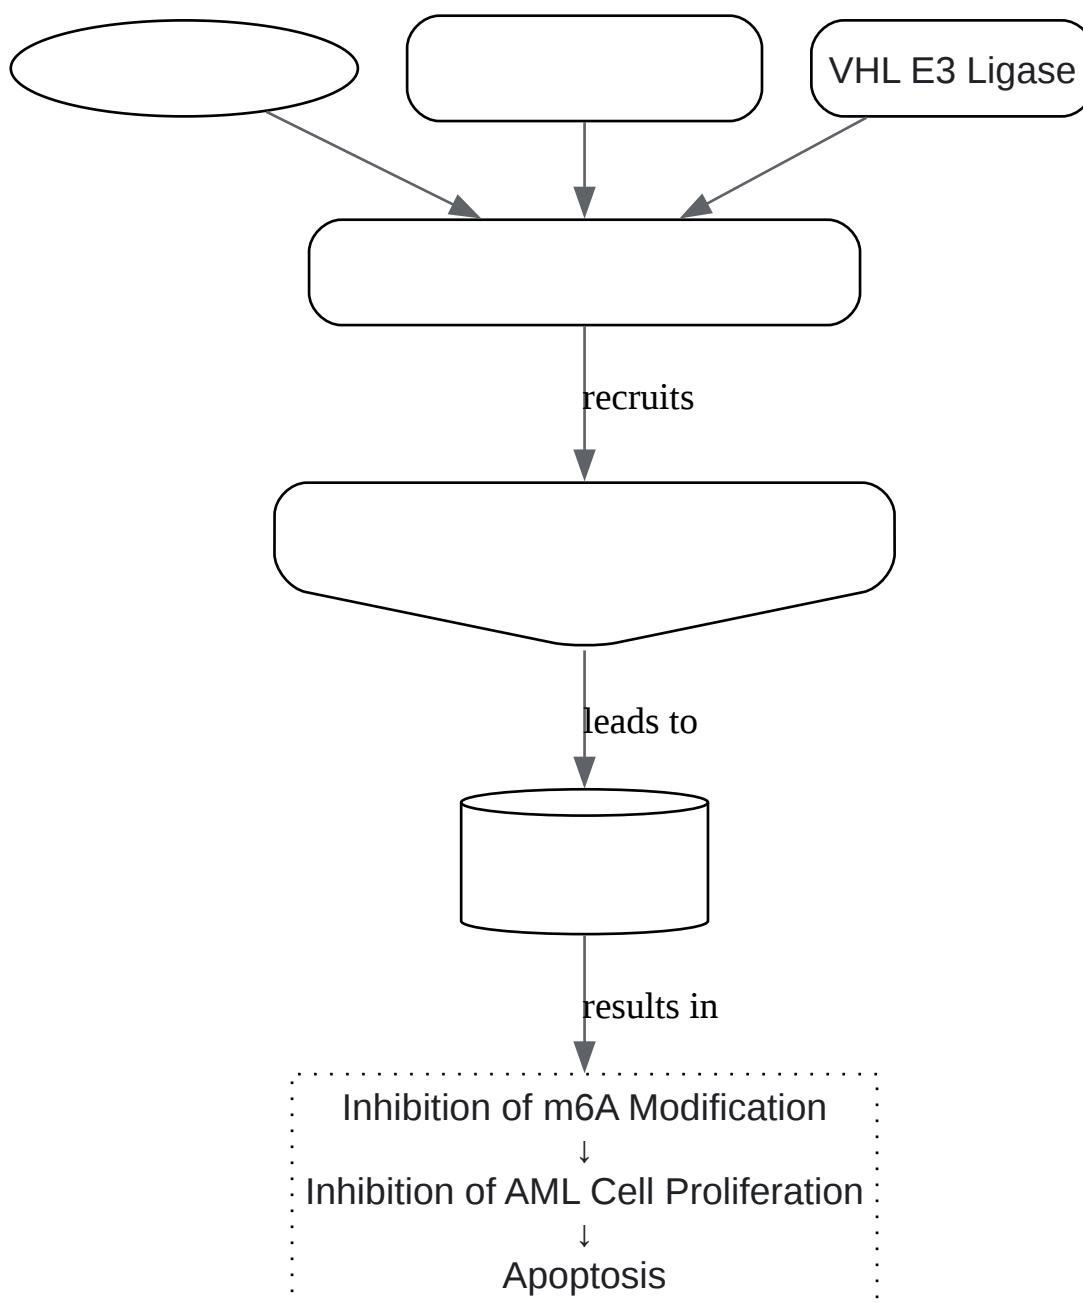 VHL E3 Ligase
recruits
leads to
results in
Inhibition of m6A Modification
↓
Inhibition of AML Cell Proliferation
↓
Apoptosis